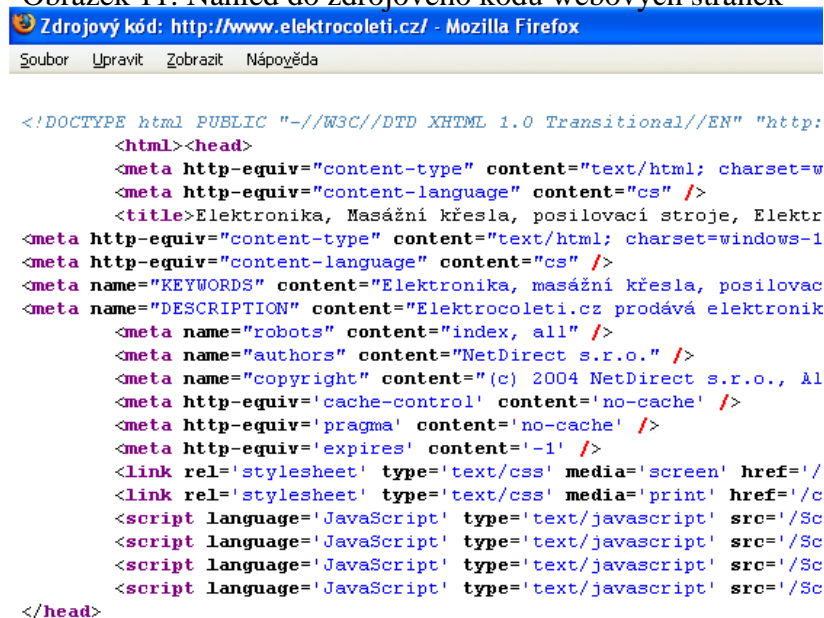 Obrázek 11: Náhled do zdrojového kódu webových stránek
Zdrojový kód: http://www.elektrocoleti.cz/ - Mozilla Firefox
Soubor Upravit Zobrazit Nápověda
<!DOCTYPE html PUBLIC "-//W3C//DTD XHTML 1.0 Transitional//EN" "http:
<html><head>
<meta http-equiv="content-type" content="text/html; charset=w
<meta http-equiv="content-language" content="cs" />
<title>Elektronika, Masážní křesla, posilovací stroje, Elektr
<meta http-equiv="content-type" content="text/html; charset=windows-1
<meta http-equiv="content-language" content="cs" />
<meta name="KEYWORDS" content="Elektronika, masážní křesla, posilovac
<meta name="DESCRIPTION" content="Elektrocoleti.cz prodává elektronik
<meta name="robots" content="index, all" />
<meta name="authors" content="NetDirect s.r.o." />
<meta name="copyright" content="(c) 2004 NetDirect s.r.o., Al
<meta http-equiv='cache-control' content='no-cache' />
<meta http-equiv='pragma' content='no-cache' />
<meta http-equiv='expires' content='-1' />
<link rel='stylesheet' type='text/css' media='screen' href='/
<link rel='stylesheet' type='text/css' media='print' href='/c
<script language='JavaScript' type='text/javascript' src='/Sc
<script language='JavaScript' type='text/javascript' src='/Sc
<script language='JavaScript' type='text/javascript' src='/Sc
<script language='JavaScript' type='text/javascript' src='/Sc
</head>